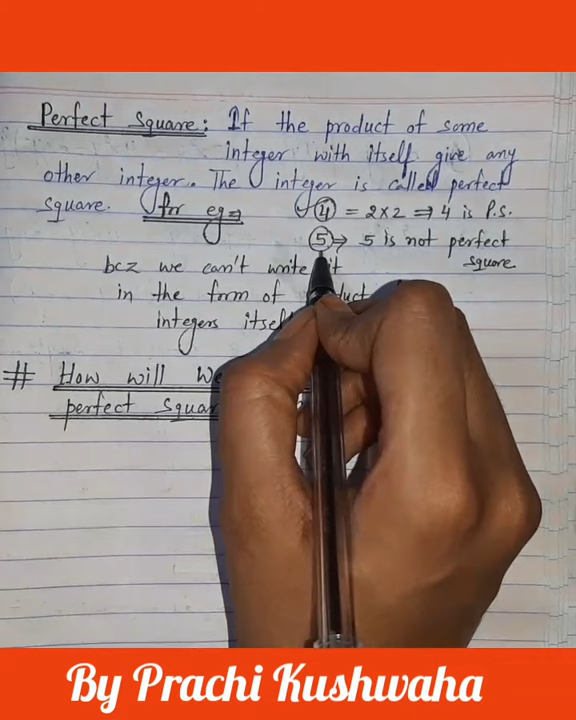 Perfect Square: If the product of some
integer with itself give any
other integer. The integer is called perfect
square. for eg ⇒ 4 = 2×2 ⇒ 4 is P.S.
5 → 5 is not perfect
square
bcz we can't write it
in the form of
integers
# How will we
perfect
By Prachi Kushwaha